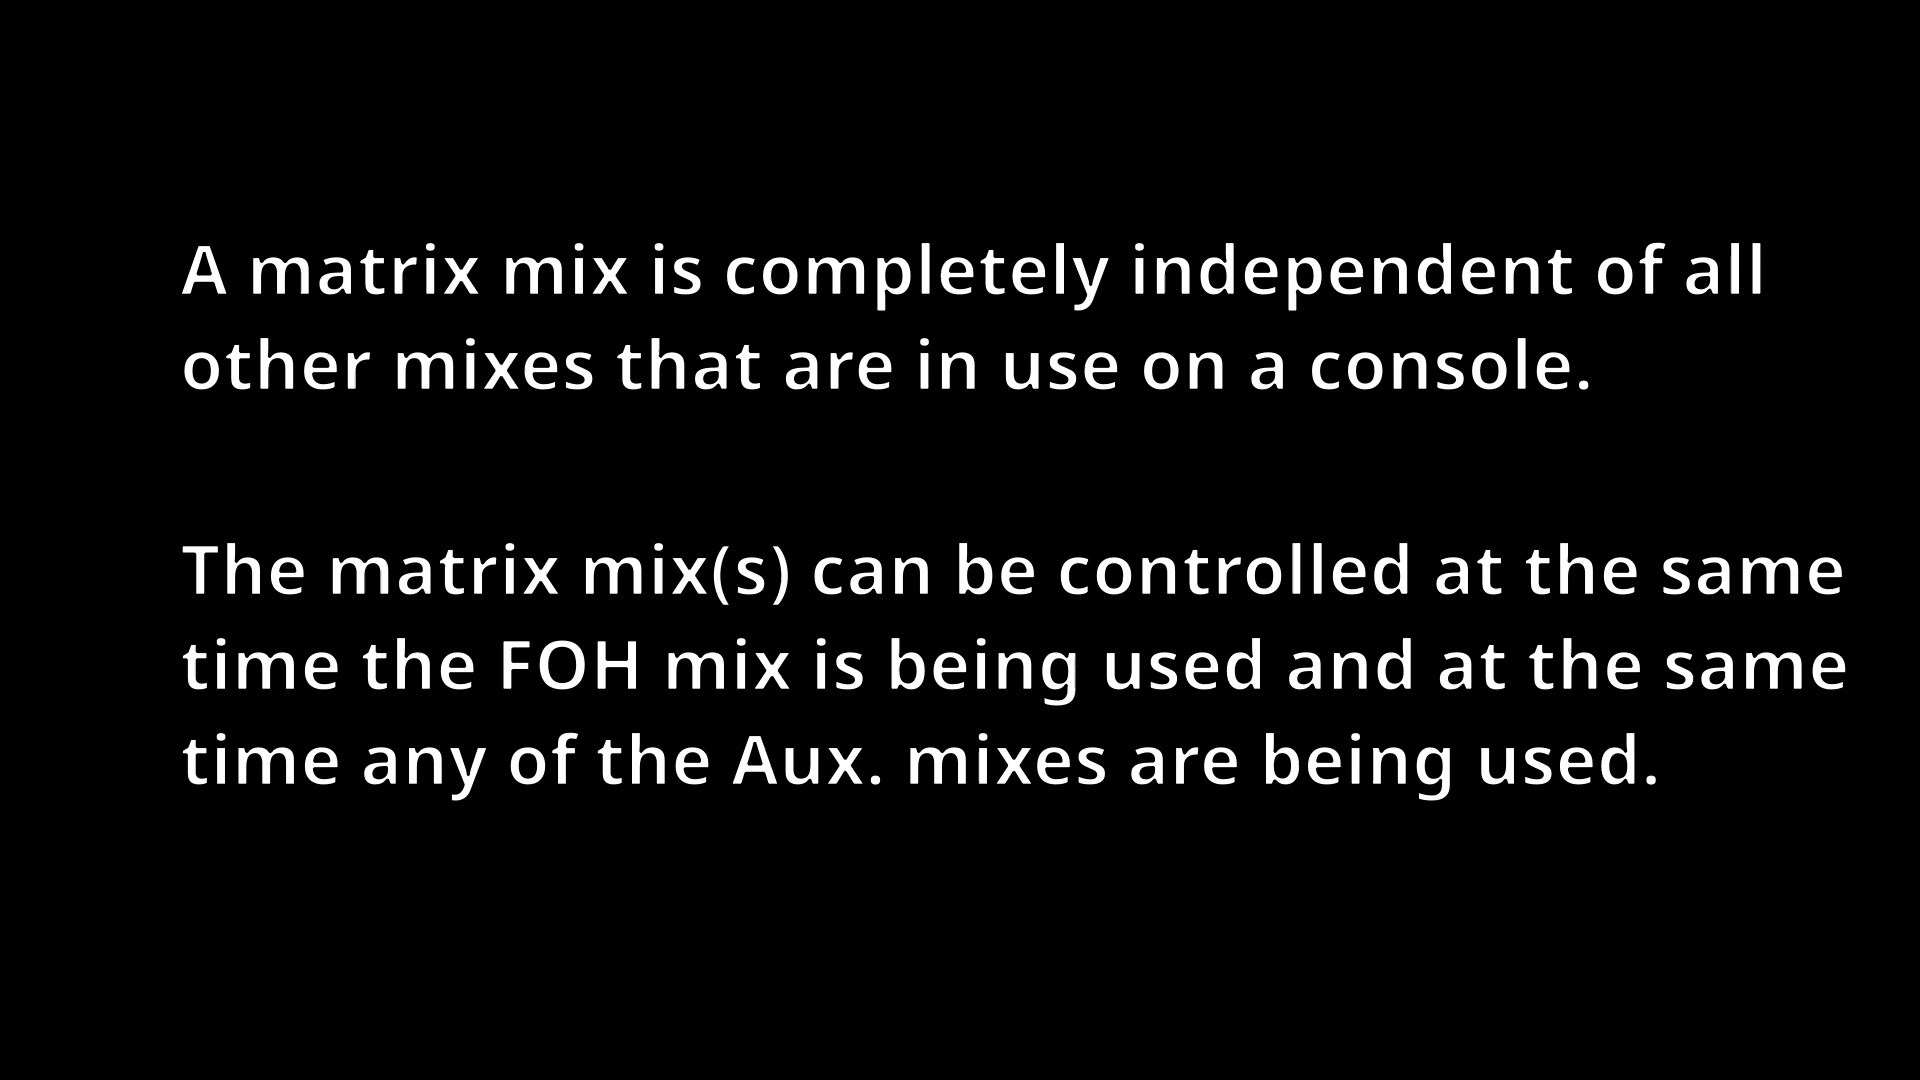 A matrix mix is completely independent of all
other mixes that are in use on a console.
The matrix mix(s) can be controlled at the same
time the FOH mix is being used and at the same
time any of the Aux. mixes are being used.